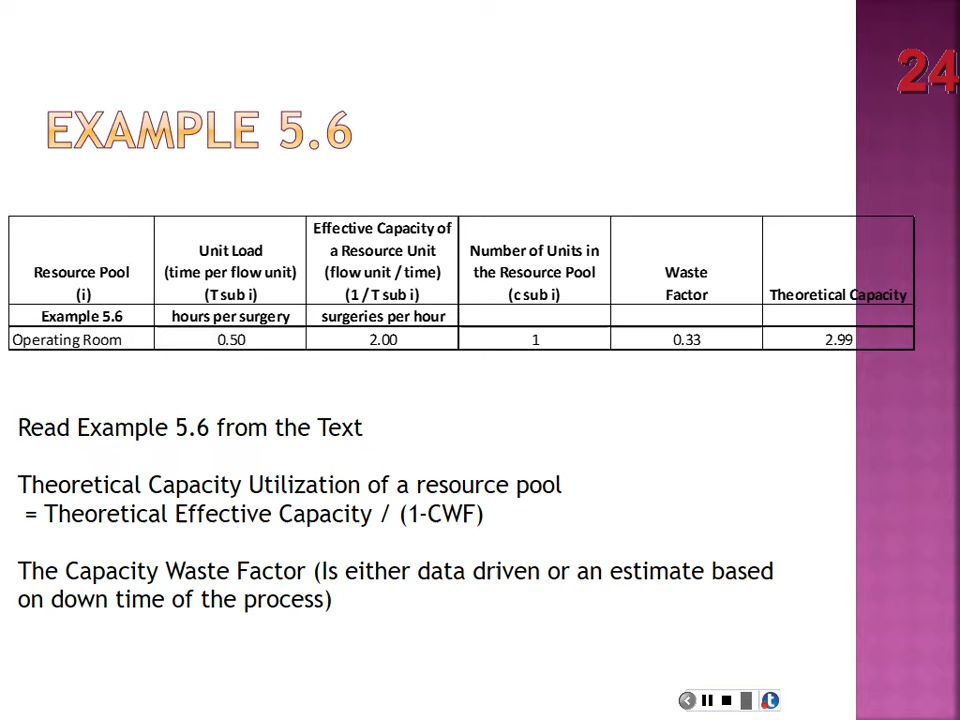 24
EXAMPLE 5.6
Resource Pool
(i)
Unit Load
(time per flow unit)
(T sub i)
Effective Capacity of
a Resource Unit
(flow unit / time)
(1 / T sub i)
Number of Units in
the Resource Pool
(c sub i)
Waste
Factor
Theoretical Capacity
Example 5.6 hours per surgery surgeries per hour
Operating Room 0.50 2.00 1 0.33 2.99
Read Example 5.6 from the Text
Theoretical Capacity Utilization of a resource pool
= Theoretical Effective Capacity / (1-CWF)
The Capacity Waste Factor (Is either data driven or an estimate based
on down time of the process)
t